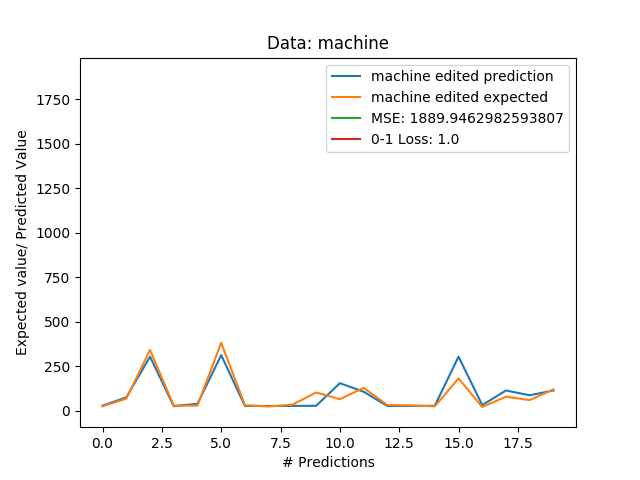 Data: machine
machine edited prediction
machine edited expected
MSE: 1889.9462982593807
0-1 Loss: 1.0
Expected value/ Predicted Value
1750
1500
1250
1000
750
500
250
0
0.0 2.5 5.0 7.5 10.0 12.5 15.0 17.5
# Predictions